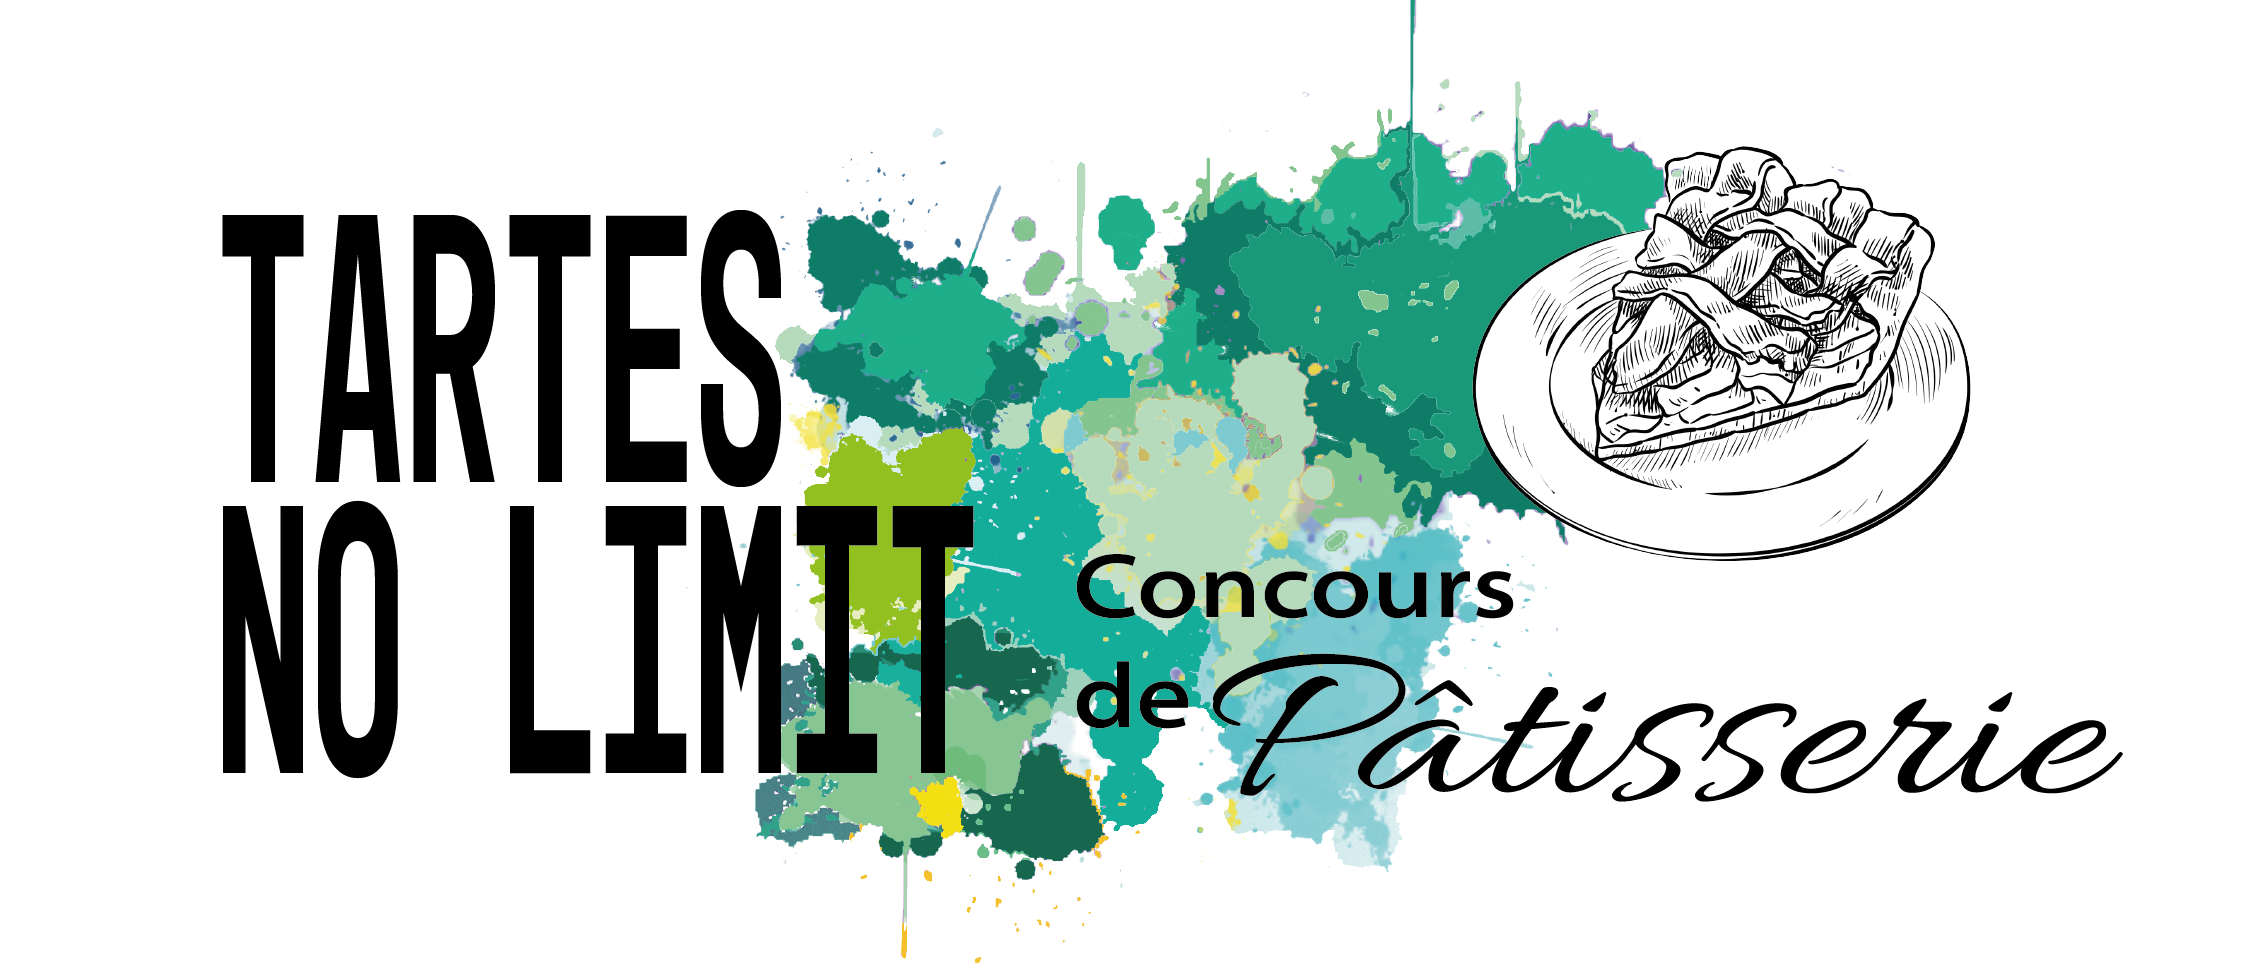 TARTES
NO LIMIT
Concours
de Pâtisserie